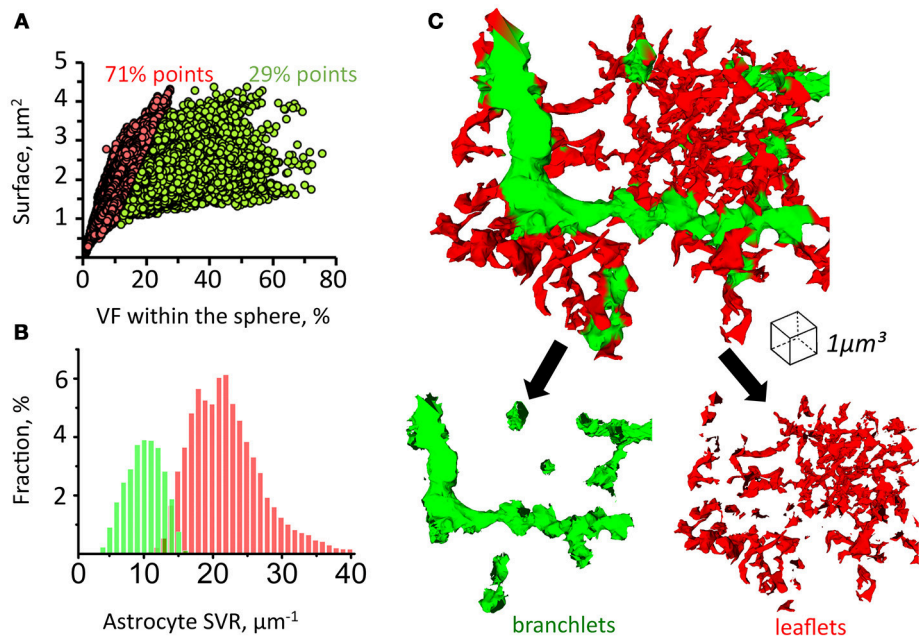 A
71% points
29% points
5
4
3
2
1
Surface, μm²
0
20
40
60
80
VF within the sphere, %
B
6
4
2
Fraction, %
0
10
20
30
40
Astrocyte SVR, μm⁻¹
C
1μm³
branchlets
leaflets